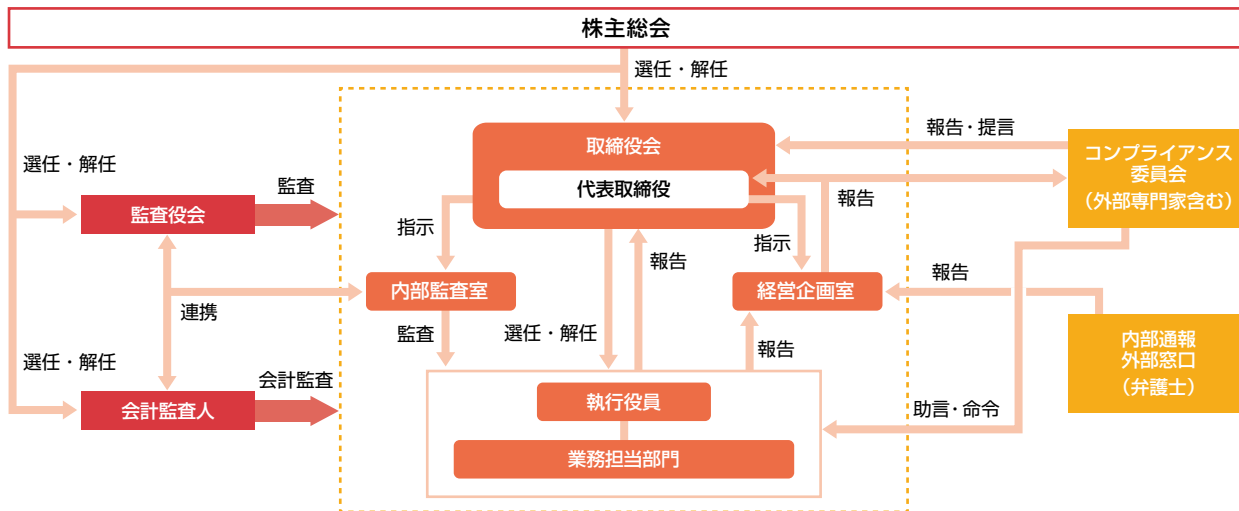 株主総会
選任・解任
取締役会
代表取締役
報告・提言
コンプライアンス
委員会
（外部専門家含む）
選任・解任
監査
監査役会
報告
指示
報告
指示
内部監査室
経営企画室
報告
連携
監査
選任・解任
報告
内部通報
外部窓口
（弁護士）
選任・解任
会計監査
会計監査人
執行役員
助言・命令
業務担当部門